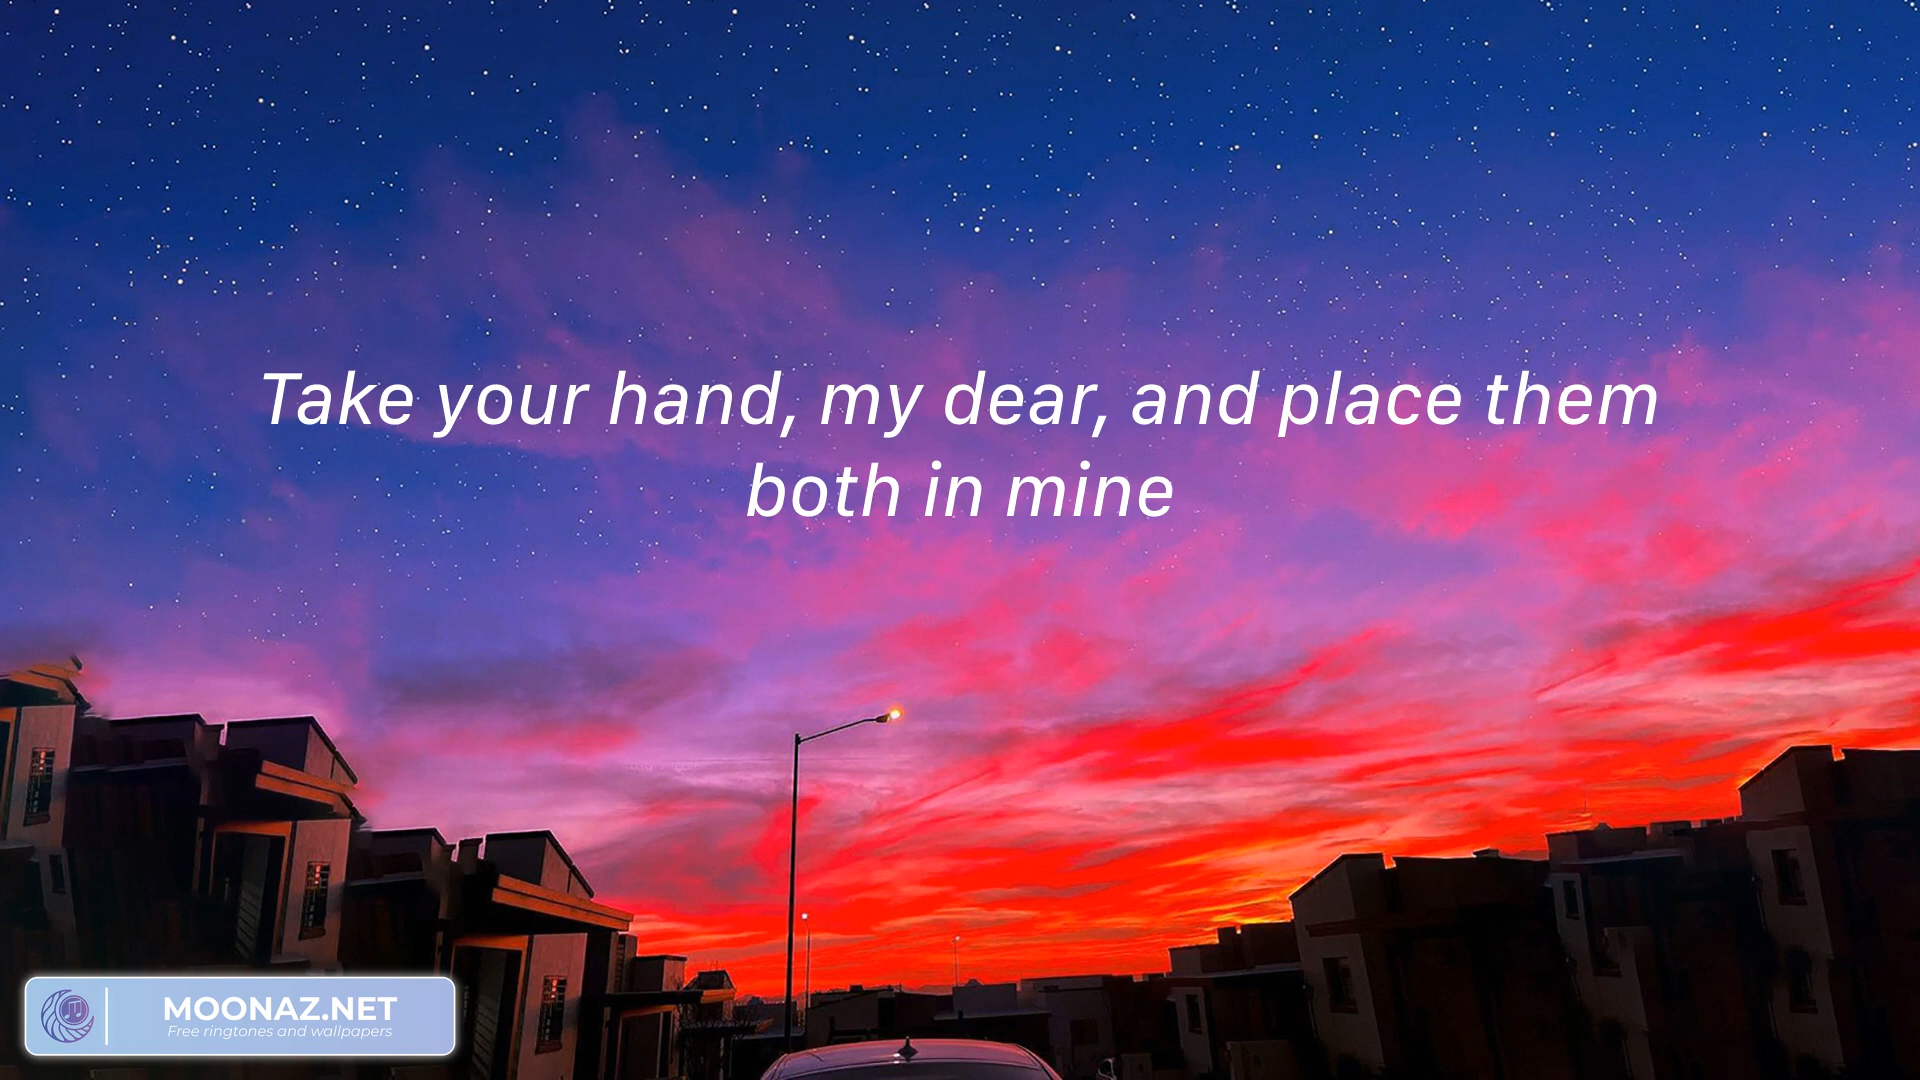 Take your hand, my dear, and place them
both in mine
MOONAZ.NET
Free ringtones and wallpapers